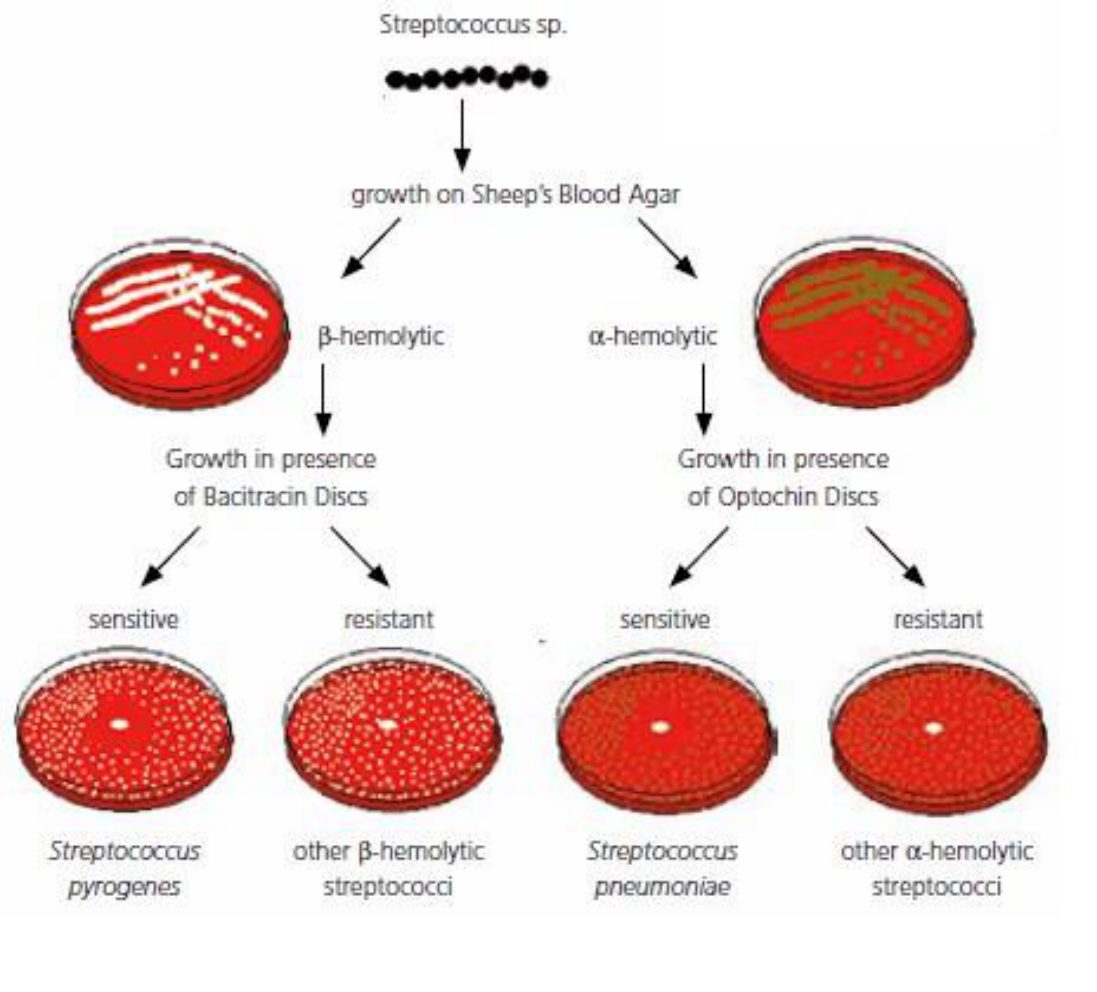 Streptococcus sp.
growth on Sheep's Blood Agar
β-hemolytic
α-hemolytic
Growth in presence
of Bacitracin Discs
Growth in presence
of Optochin Discs
sensitive
resistant
sensitive
resistant
Streptococcus
pyrogenes
other β-hemolytic
streptococci
Streptococcus
pneumoniae
other α-hemolytic
streptococci